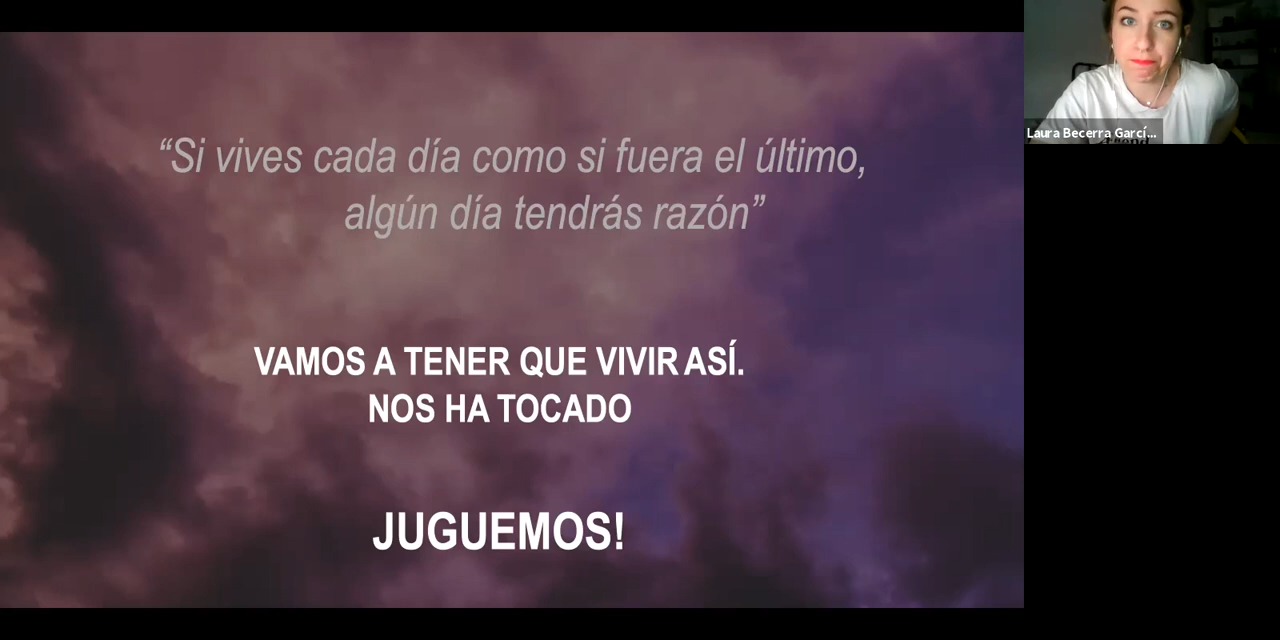 “Si vives cada día como si fuera el último,
algún día tendrás razón”
VAMOS A TENER QUE VIVIR ASÍ.
NOS HA TOCADO
JUGUEMOS!
Laura Becerra Garcí...